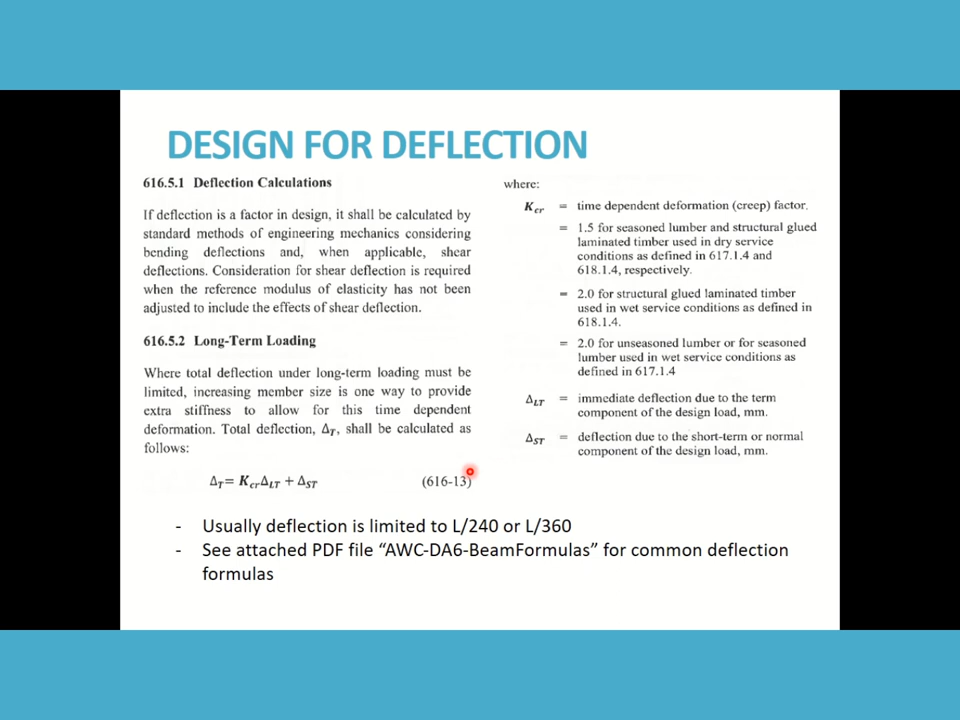 DESIGN FOR DEFLECTION
616.5.1 Deflection Calculations
If deflection is a factor in design, it shall be calculated by
standard methods of engineering mechanics considering
bending deflections and, when applicable, shear
deflections. Consideration for shear deflection is required
when the reference modulus of elasticity has not been
adjusted to include the effects of shear deflection.
616.5.2 Long-Term Loading
Where total deflection under long-term loading must be
limited, increasing member size is one way to provide
extra stiffness to allow for this time dependent
deformation. Total deflection, ΔT, shall be calculated as
follows:
ΔT= KcrΔLT + ΔST (616-13)
where:
Kcr = time dependent deformation (creep) factor.
= 1.5 for seasoned lumber and structural glued
laminated timber used in dry service
conditions as defined in 617.1.4 and
618.1.4, respectively.
= 2.0 for structural glued laminated timber
used in wet service conditions as defined in
618.1.4.
= 2.0 for unseasoned lumber or for seasoned
lumber used in wet service conditions as
defined in 617.1.4
ΔLT = immediate deflection due to the term
component of the design load, mm.
ΔST = deflection due to the short-term or normal
component of the design load, mm.
- Usually deflection is limited to L/240 or L/360
- See attached PDF file “AWC-DA6-BeamFormulas” for common deflection
formulas